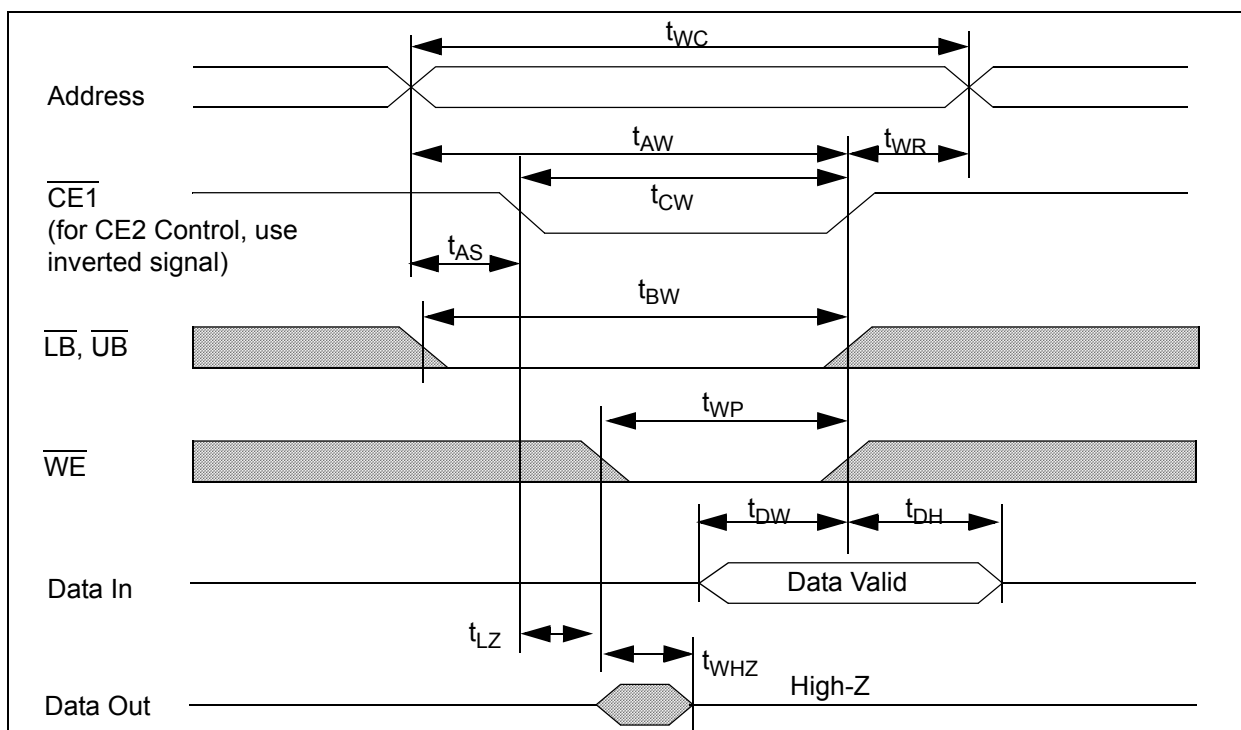 tWC
Address
tAW
tWR
CE1
(for CE2 Control, use
inverted signal)
tCW
tAS
tBW
LB, UB
tWP
WE
tDW
tDH
Data In
Data Valid
tLZ
tWHZ
Data Out
High-Z